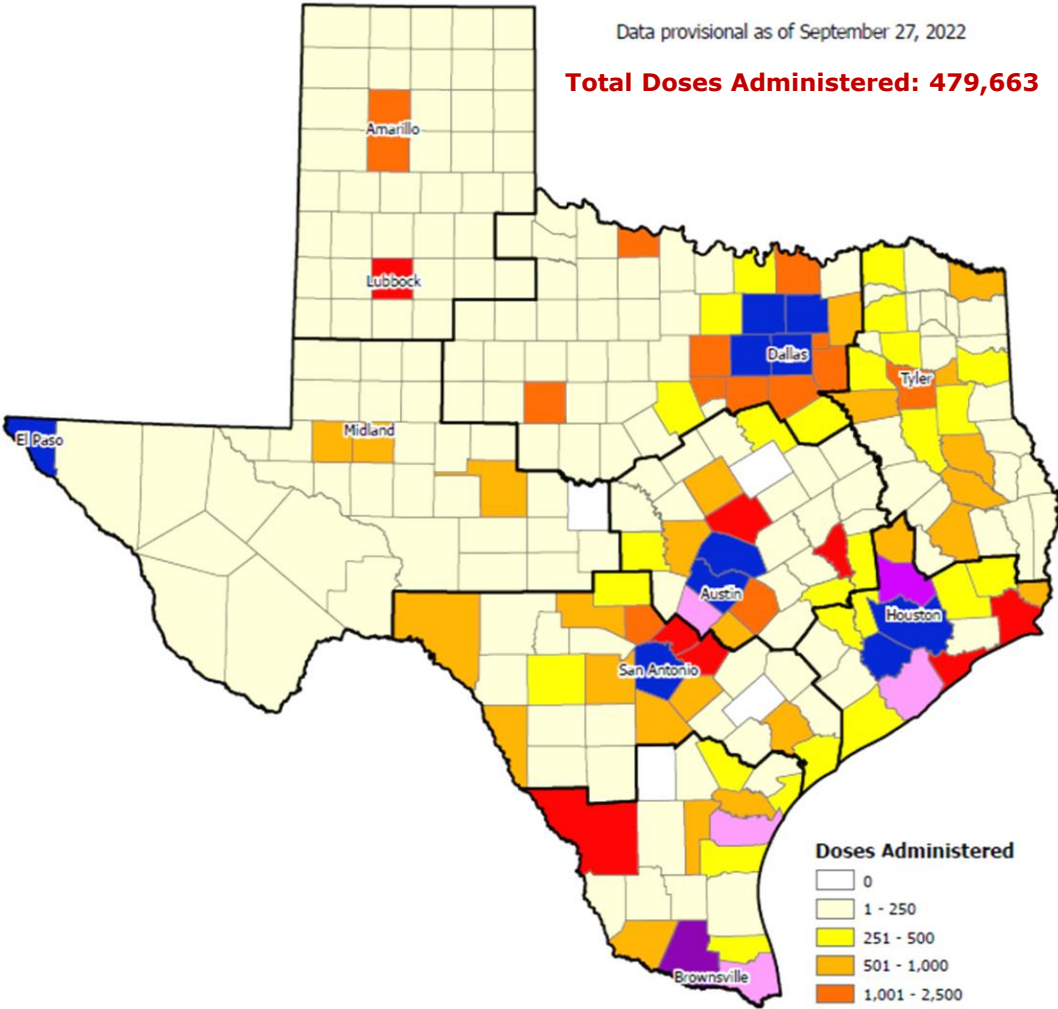 Data provisional as of September 27, 2022
Total Doses Administered: 479,663
Amarillo
Lubbock
Dallas
Tyler
Midland
El Paso
Austin
Houston
San Antonio
Brownsville
Doses Administered
0
1 - 250
251 - 500
501 - 1,000
1,001 - 2,500